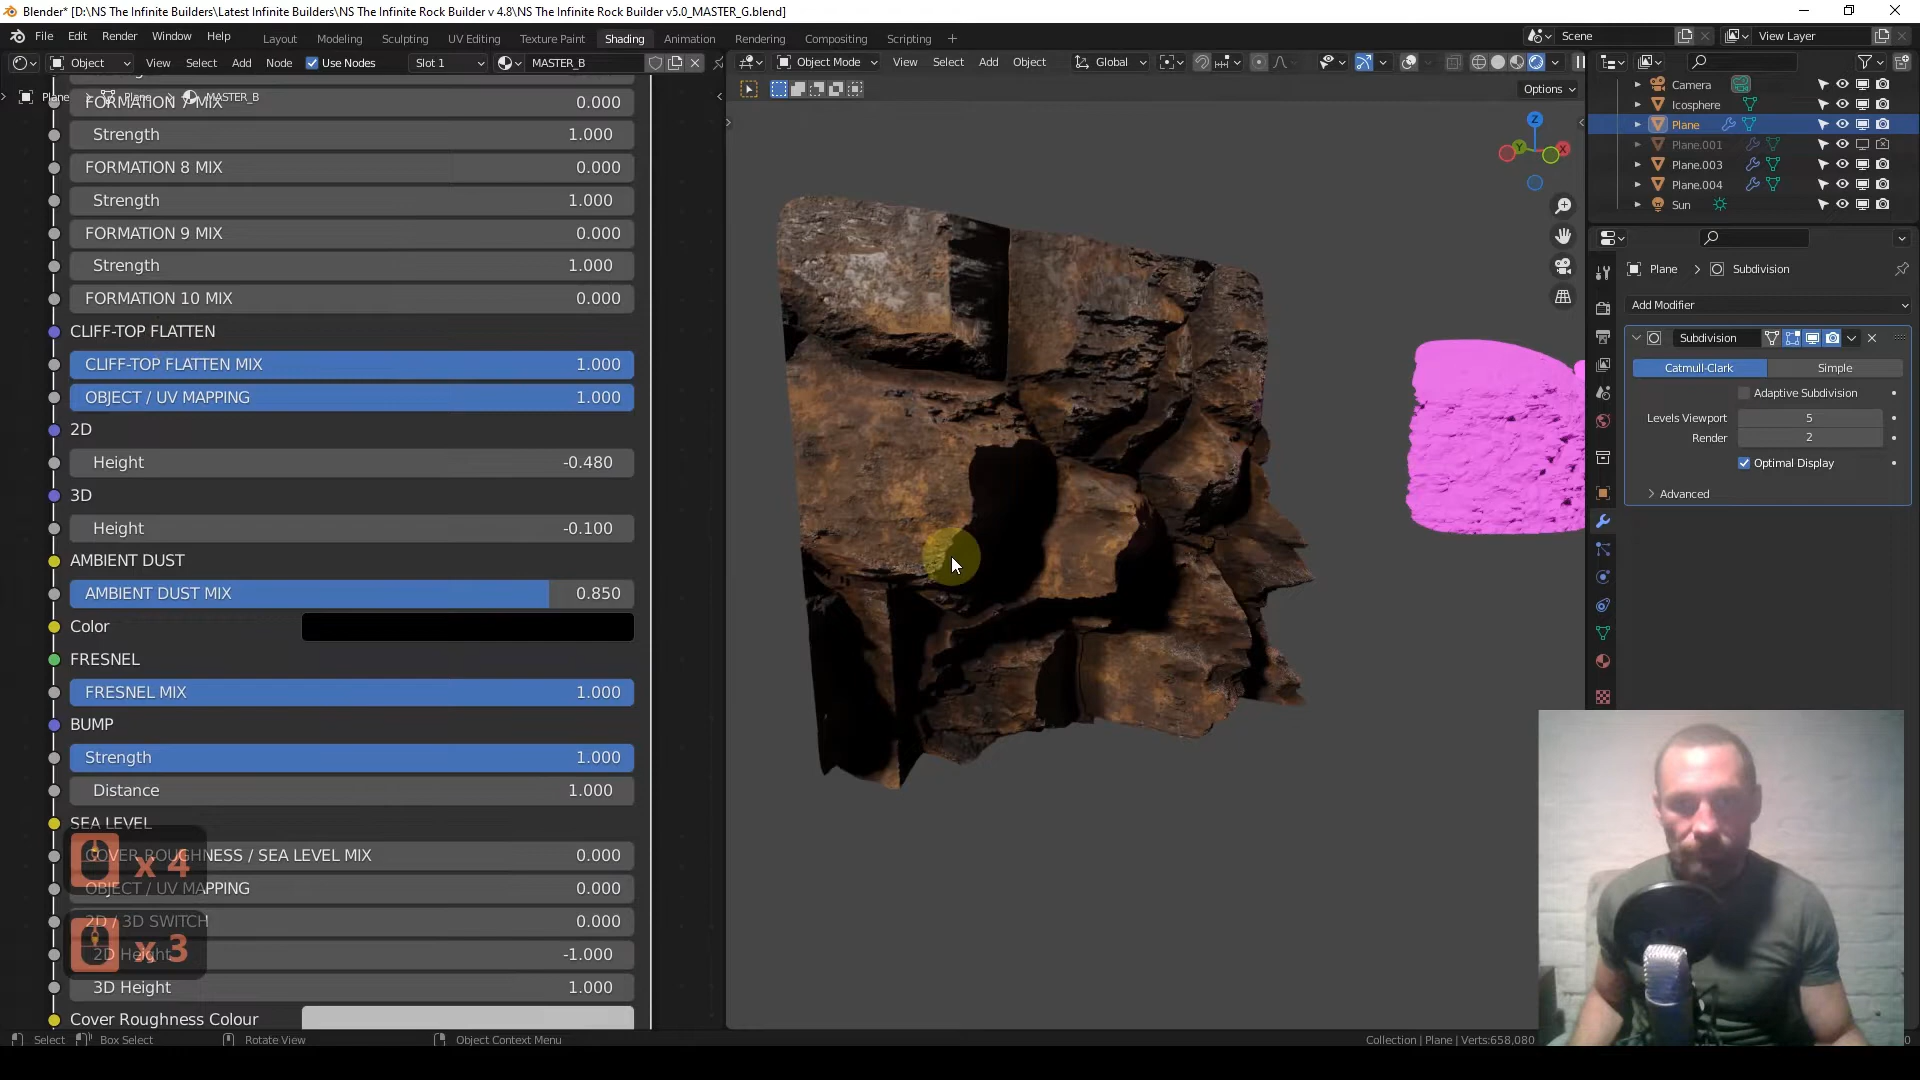 Blender* [D:\NS The Infinite Builders\Latest Infinite Builders\NS The Infinite Rock Builder v 4.8\NS The Infinite Rock Builder v5.0_MASTER_G.blend]
File Edit Render Window Help
Layout Modeling Sculpting UV Editing Texture Paint Shading Animation Rendering Compositing Scripting
Scene View Layer
Object View Select Add Node Use Nodes Slot 1 MASTER_B
Object Mode View Select Add Object Global
Options
Plane Plane MASTER_B
FORMATION 7 MIX 0.000
Strength 1.000
FORMATION 8 MIX 0.000
Strength 1.000
FORMATION 9 MIX 0.000
Strength 1.000
FORMATION 10 MIX 0.000
CLIFF-TOP FLATTEN
CLIFF-TOP FLATTEN MIX 1.000
OBJECT / UV MAPPING 1.000
2D
Height -0.480
3D
Height -0.100
AMBIENT DUST
AMBIENT DUST MIX 0.850
Color
FRESNEL
FRESNEL MIX 1.000
BUMP
Strength 1.000
Distance 1.000
SEA LEVEL
COVER ROUGHNESS / SEA LEVEL MIX 0.000
OBJECT / UV MAPPING 0.000
2D / 3D SWITCH 0.000
2D Height -1.000
3D Height 1.000
Cover Roughness Colour
x 4
x 3
Z
Y
X
Camera
Icosphere
Plane
Plane.001
Plane.003
Plane.004
Sun
Plane Subdivision
Add Modifier
Subdivision
Catmull-Clark Simple
Adaptive Subdivision
Levels Viewport 5
Render 2
Optimal Display
Advanced
Select Box Select Rotate View Object Context Menu
Collection | Plane | Verts:658,080